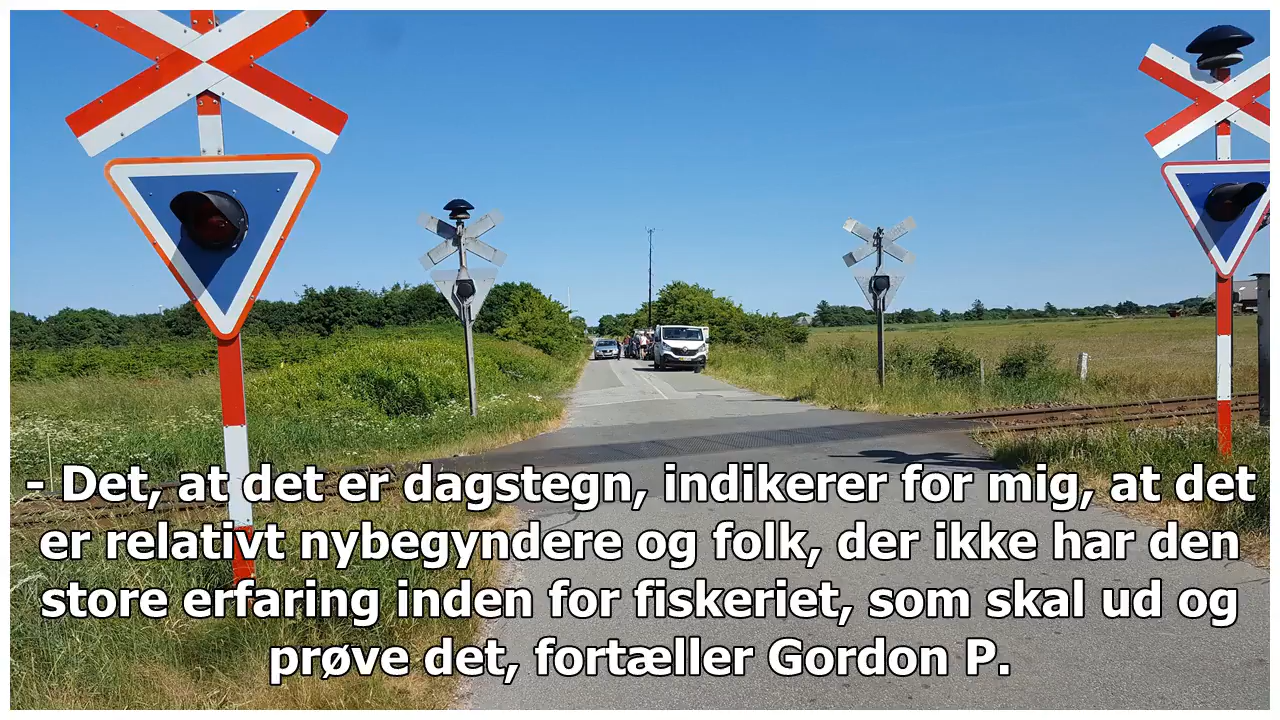 - Det, at det er dagstegn, indikerer for mig, at det
er relativt nybegyndere og folk, der ikke har den
store erfaring inden for fiskeriet, som skal ud og
prøve det, fortæller Gordon P.